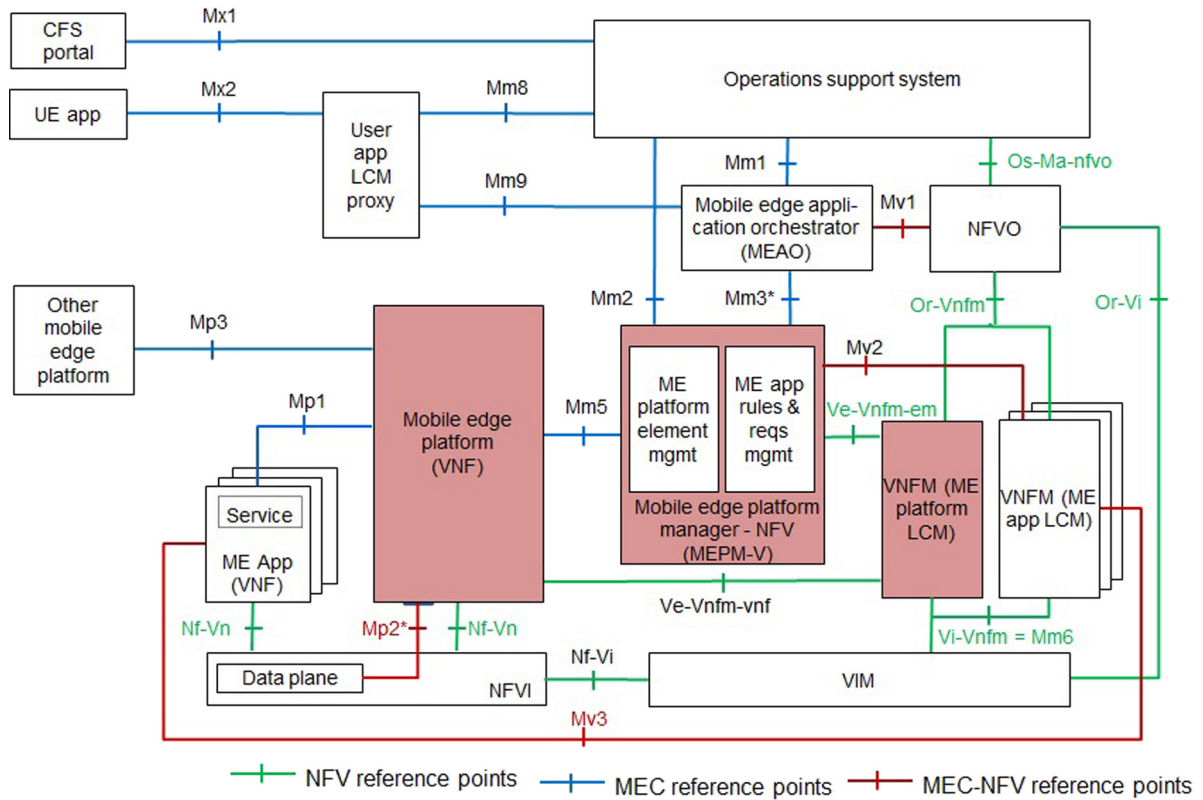 CFS
portal
Mx1
Operations support system
UE app
Mx2
User
app
LCM
proxy
Mm8
Mm9
Mm1
Os-Ma-nfvo
Mobile edge appli-
cation orchestrator
(MEAO)
Mv1
NFVO
Other
mobile
edge
platform
Mp3
Mm2
Mm3*
Or-Vnfm
Or-Vi
Mobile edge
platform
(VNF)
Mp1
Mm5
ME
platform
element
mgmt
ME app
rules &
reqs
mgmt
Mobile edge platform
manager - NFV
(MEPM-V)
Mv2
Ve-Vnfm-em
VNFM (ME
platform
LCM)
VNFM (ME
app LCM)
Service
ME App
(VNF)
Ve-Vnfm-vnf
Nf-Vn
Mp2*
Nf-Vn
Vi-Vnfm = Mm6
Data plane
NFVI
Nf-Vi
VIM
Mv3
NFV reference points
MEC reference points
MEC-NFV reference points